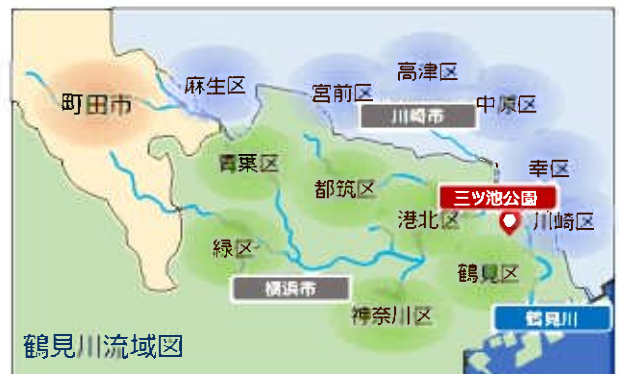 高津区
麻生区
宮前区
町田市
中原区
川崎市
青葉区
幸区
都筑区
三ツ池公園
港北区
川崎区
緑区
鶴見区
横浜市
神奈川区
鶴見川
鶴見川流域図